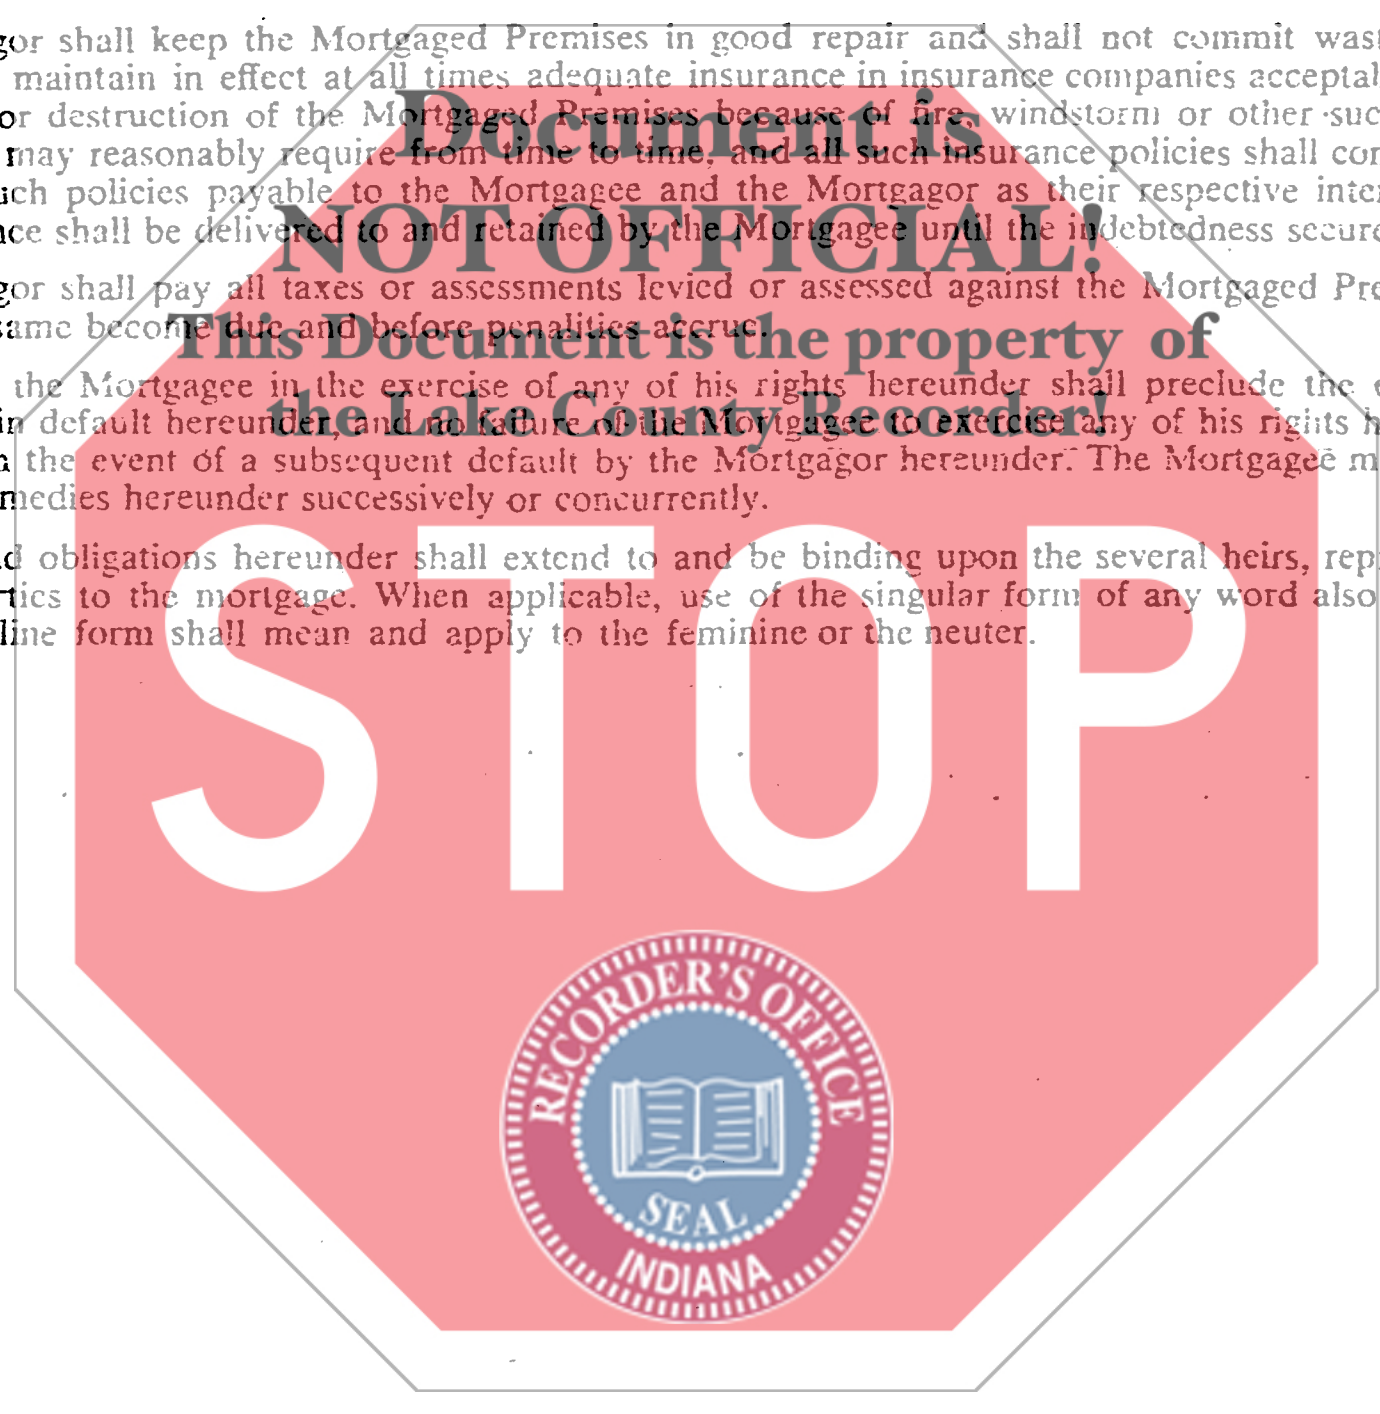 gor shall keep the Mortgaged Premises in good repair and shall not commit wast
maintain in effect at all times adequate insurance in insurance companies acceptal
Document is
or destruction of the Mortgaged Premises because of fire, windstorm or other suc
may reasonably require from time to time, and all such insurance policies shall con
uch policies payable to the Mortgagee and the Mortgagor as their respective inter
NOT OFFICIAL!
nce shall be delivered to and retained by the Mortgagee until the indebtedness secure
gor shall pay all taxes or assessments levied or assessed against the Mortgaged Pre
same become due and before penalities accrue.
This Document is the property of
the Mortgagee in the exercise of any of his rights hereunder shall preclude the e
the Lake County Recorder!
in default hereunder, and no failure of the Mortgagee to exercise any of his rights h
n the event of a subsequent default by the Mortgagor hereunder. The Mortgagee m
medies hereunder successively or concurrently.
d obligations hereunder shall extend to and be binding upon the several heirs, rep
rties to the mortgage. When applicable, use of the singular form of any word also
line form shall mean and apply to the feminine or the neuter.
STOP
RECORDER'S OFFICE
SEAL
INDIANA